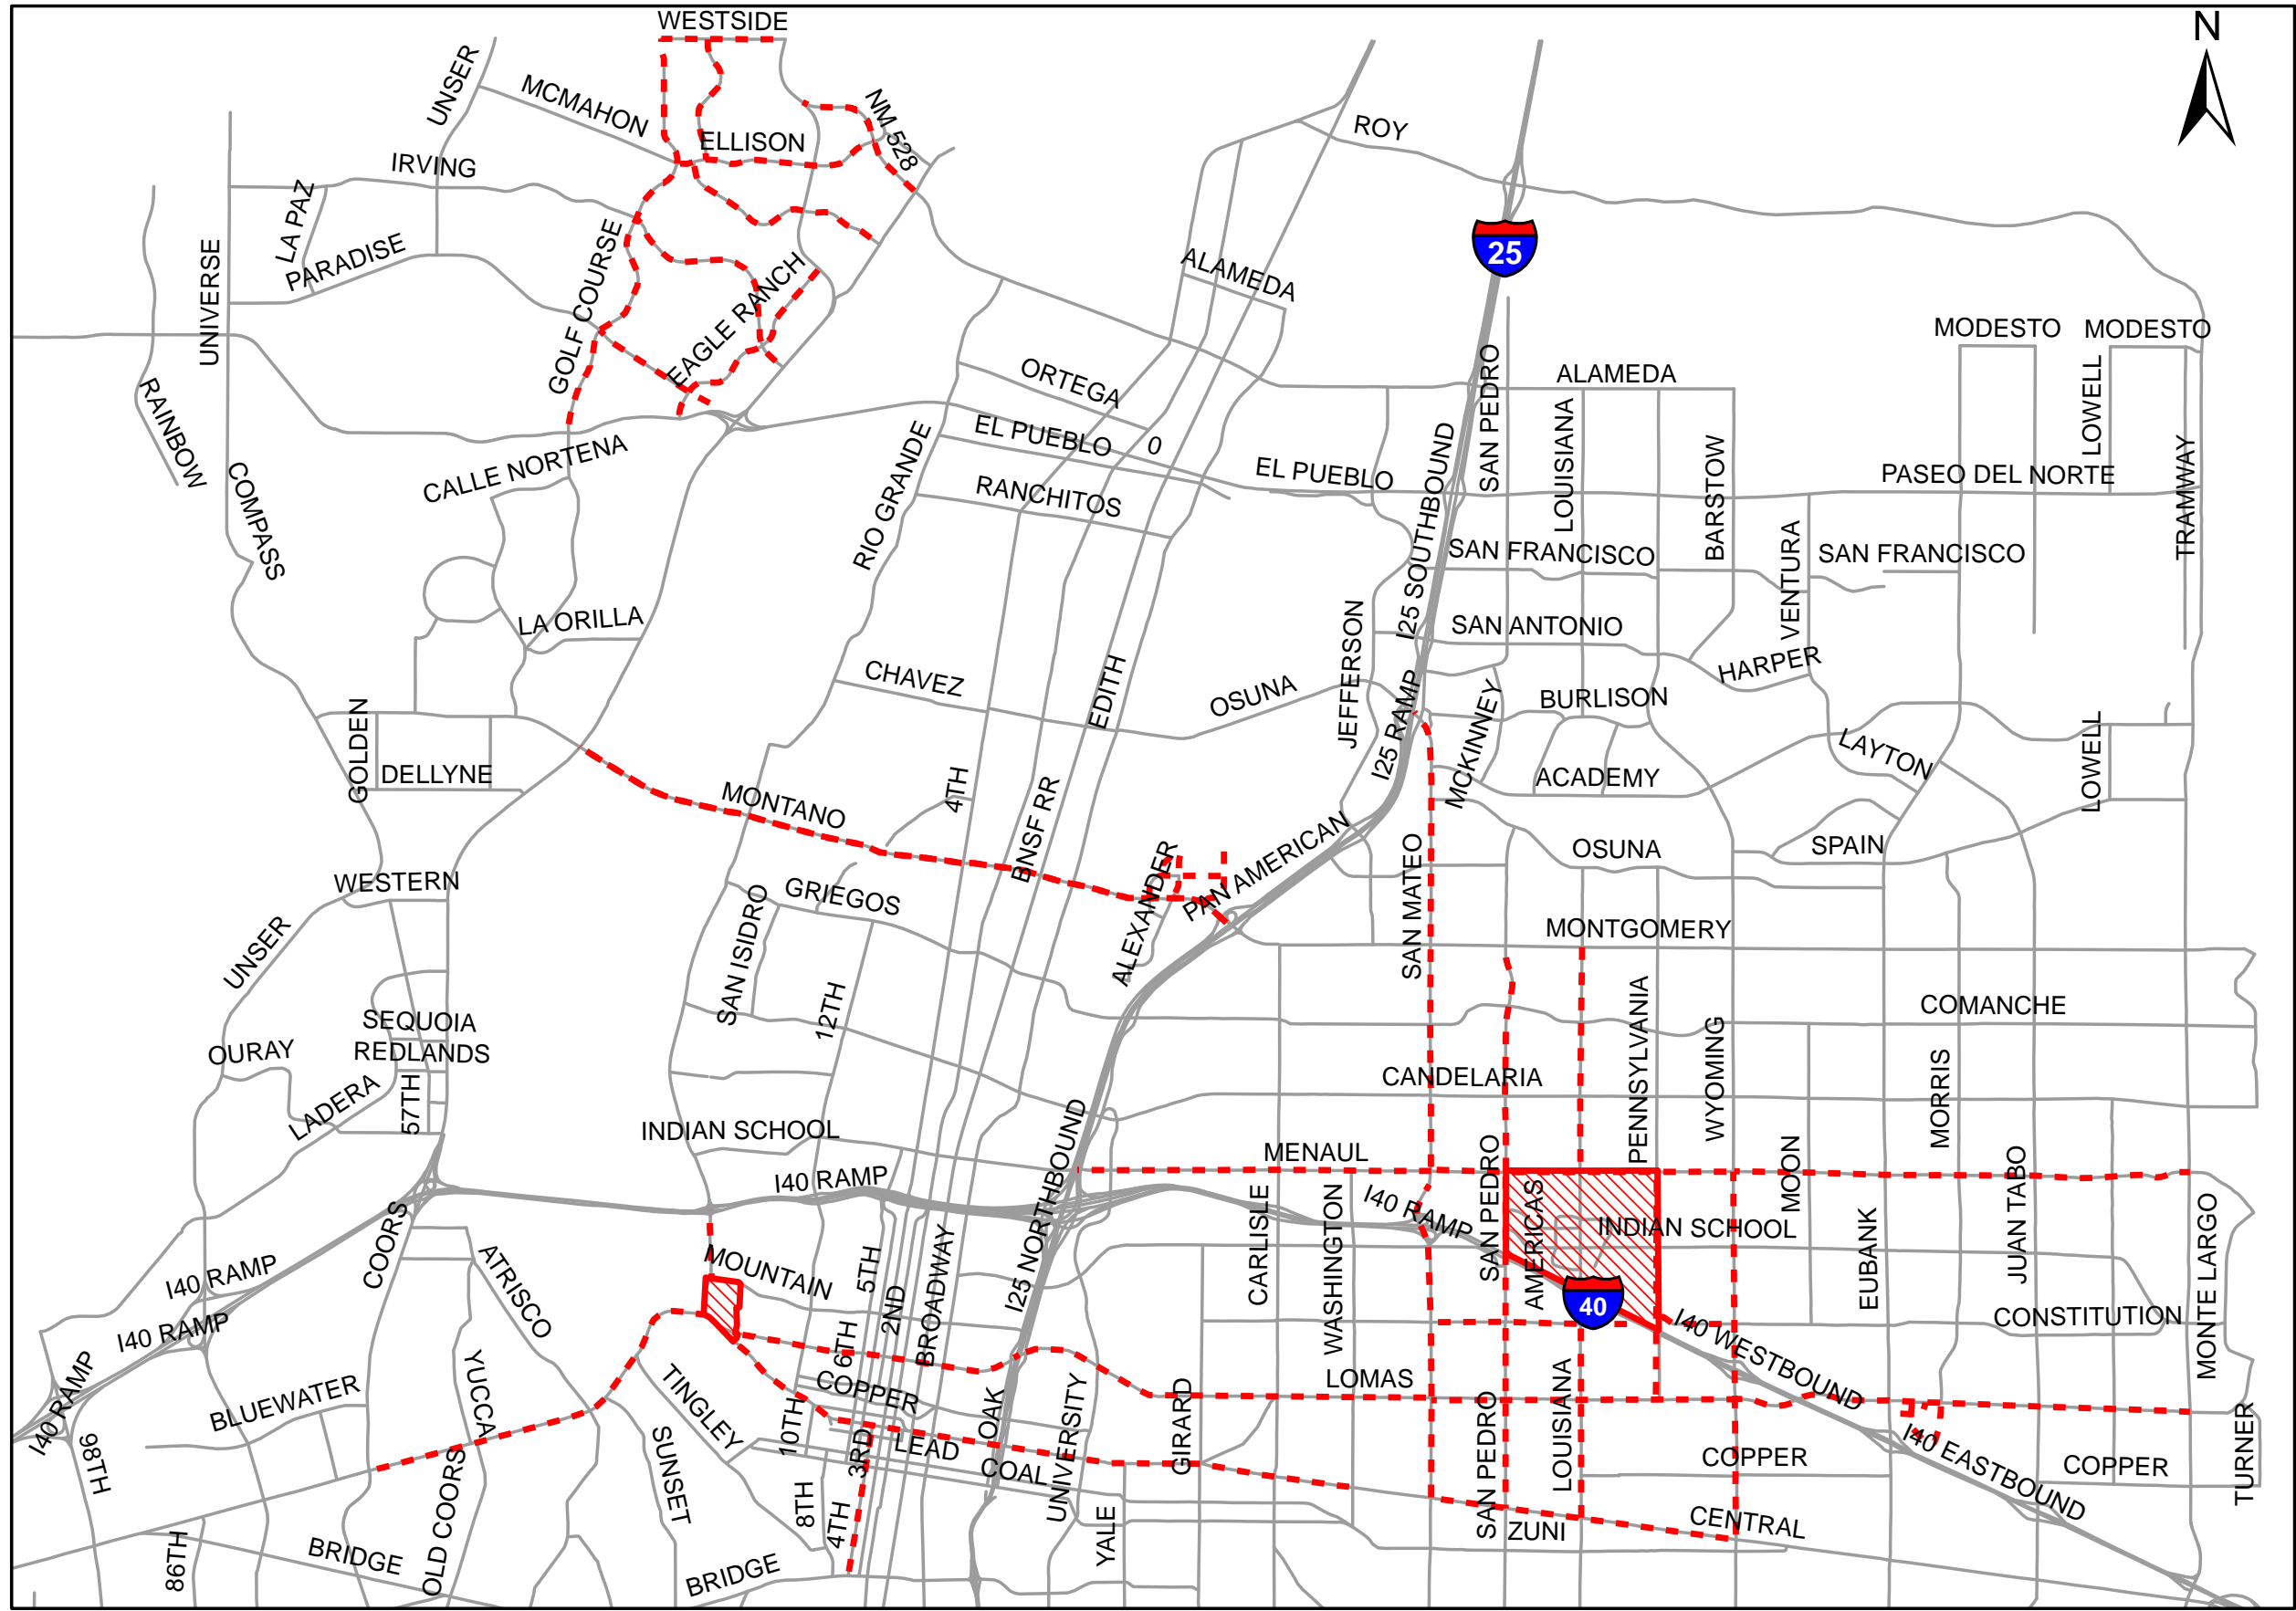 WESTSIDE
N
UNSER
MCMAHON
NM 528
ELLISON
ROY
IRVING
LA PAZ
PARADISE
UNIVERSE
GOLF COURSE
EAGLE RANCH
ALAMEDA
25
MODESTO
MODESTO
RAINBOW
ORTEGA
SAN PEDRO
ALAMEDA
LOUISIANA
LOWELL
EL PUEBLO
0
CALLE NORTENA
COMPASS
RIO GRANDE
RANCHITOS
EL PUEBLO
I25 SOUTHBOUND
BARSTOW
PASEO DEL NORTE
TRAMWAY
VENTURA
SAN FRANCISCO
SAN FRANCISCO
LA ORILLA
JEFFERSON
SAN ANTONIO
HARPER
CHAVEZ
EDITH
OSUNA
I25 RAMP
MCKINNEY
BURLISON
LAYTON
LOWELL
GOLDEN
DELLYNE
MONTANO
4TH
BNSF RR
ACADEMY
PAN AMERICAN
SAN MATEO
OSUNA
SPAIN
WESTERN
ALEXANDER
GRIEGOS
SAN ISIDRO
UNSER
MONTGOMERY
12TH
PENNSYLVANIA
COMANCHE
SEQUOIA
REDLANDS
OURAY
LADERA
57TH
WYOMING
MORRIS
CANDELARIA
INDIAN SCHOOL
I25 NORTHBOUND
MENAUL
SAN PEDRO
MOON
JUAN TABO
I40 RAMP
CARLISLE
WASHINGTON
I40 RAMP
AMERICAS
INDIAN SCHOOL
EUBANK
MONTE LARGO
COORS
ATRISCO
MOUNTAIN
5TH
2ND
BROADWAY
I40 RAMP
I40 RAMP
40
CONSTITUTION
I40 WESTBOUND
6TH
I40 RAMP
YUCCA
TINGLEY
COPPER
LOMAS
BLUEWATER
OAK
UNIVERSITY
GIRARD
SAN PEDRO
LOUISIANA
98TH
OLD COORS
SUNSET
10TH
3RD
LEAD
COAL
I40 EASTBOUND
COPPER
COPPER
TURNER
8TH
4TH
YALE
ZUNI
CENTRAL
86TH
BRIDGE
BRIDGE